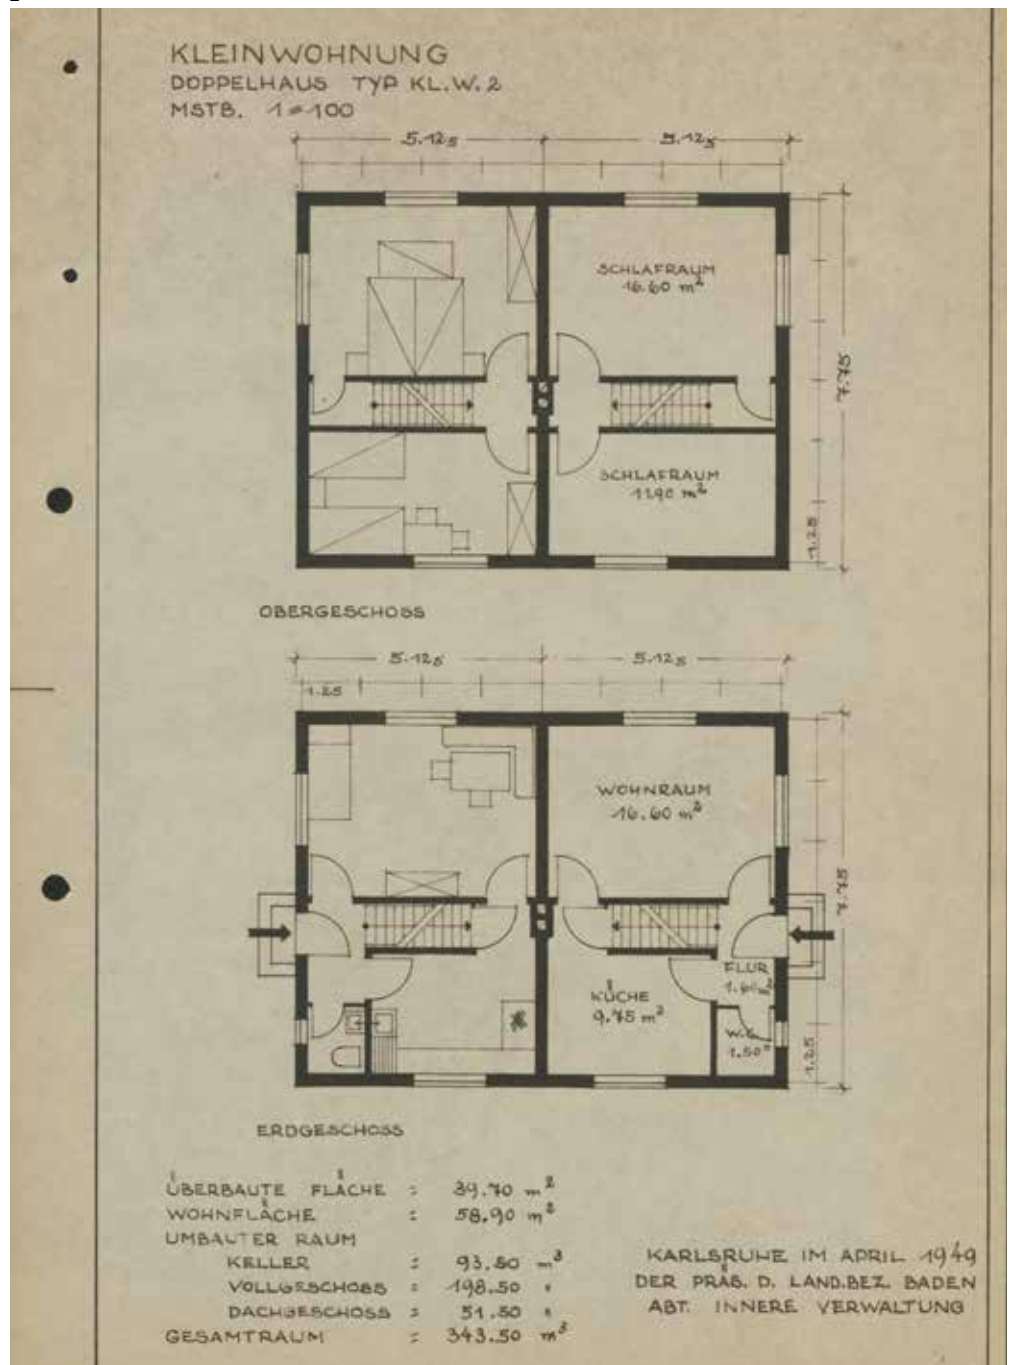 KLEINWOHNUNG
DOPPELHAUS TYP KL.W.2
MSTB. 1=100
5.125 5.125
SCHLAFRAUM
16.60 m²
7.75
SCHLAFRAUM
11.90 m²
1.25
OBERGESCHOSS
5.125 5.125
1.25
WOHNRAUM
16.60 m²
7.75
FLUR
1.60 m²
KÜCHE
9.75 m²
W.C.
1.50 "
1.25
ERDGESCHOSS
ÜBERBAUTE FLÄCHE = 39.70 m²
WOHNFLÄCHE = 58.90 m²
UMBAUTER RAUM
KELLER = 93.50 m³
VOLLGESCHOSS = 198.50 "
DACHGESCHOSS = 51.50 "
GESAMTRAUM = 343.50 m³
KARLSRUHE IM APRIL 1949
DER PRÄS. D. LAND.BEZ. BADEN
ABT. INNERE VERWALTUNG